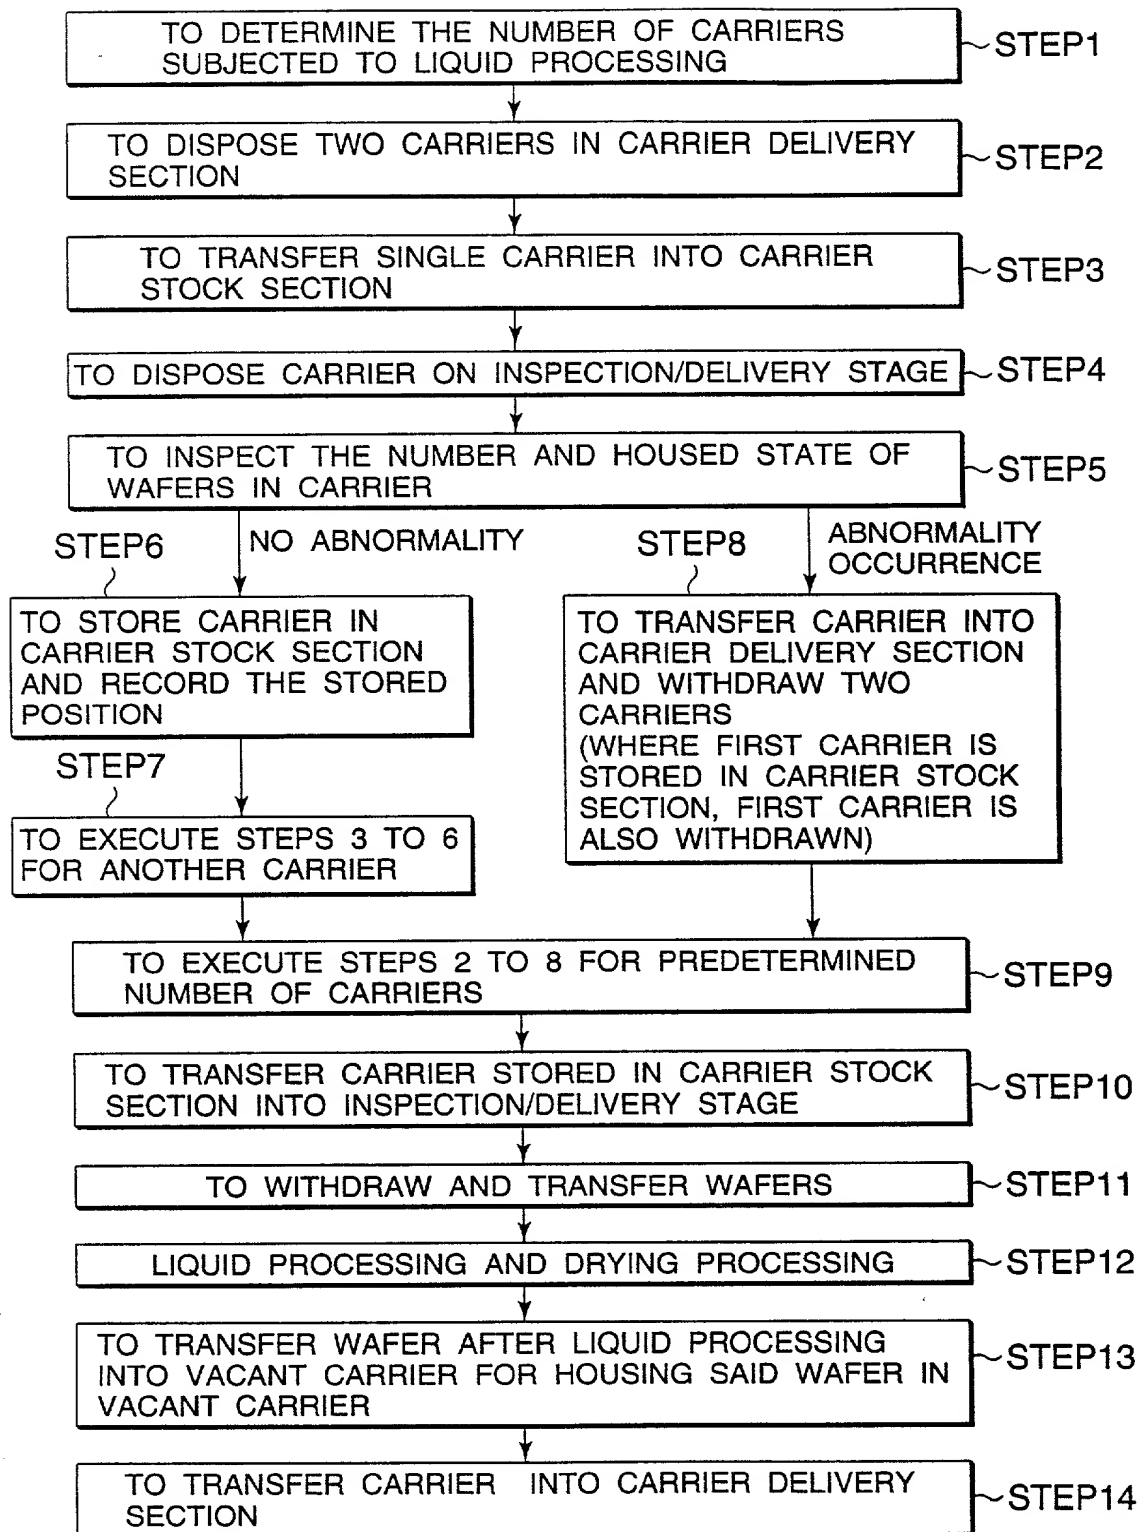 TO DETERMINE THE NUMBER OF CARRIERS
SUBJECTED TO LIQUID PROCESSING
STEP1
TO DISPOSE TWO CARRIERS IN CARRIER DELIVERY
SECTION
STEP2
TO TRANSFER SINGLE CARRIER INTO CARRIER
STOCK SECTION
STEP3
TO DISPOSE CARRIER ON INSPECTION/DELIVERY STAGE
STEP4
TO INSPECT THE NUMBER AND HOUSED STATE OF
WAFERS IN CARRIER
STEP5
STEP6
NO ABNORMALITY
TO STORE CARRIER IN
CARRIER STOCK SECTION
AND RECORD THE STORED
POSITION
STEP7
TO EXECUTE STEPS 3 TO 6
FOR ANOTHER CARRIER
STEP8
ABNORMALITY
OCCURRENCE
TO TRANSFER CARRIER INTO
CARRIER DELIVERY SECTION
AND WITHDRAW TWO
CARRIERS
(WHERE FIRST CARRIER IS
STORED IN CARRIER STOCK
SECTION, FIRST CARRIER IS
ALSO WITHDRAWN)
TO EXECUTE STEPS 2 TO 8 FOR PREDETERMINED
NUMBER OF CARRIERS
STEP9
TO TRANSFER CARRIER STORED IN CARRIER STOCK
SECTION INTO INSPECTION/DELIVERY STAGE
STEP10
TO WITHDRAW AND TRANSFER WAFERS
STEP11
LIQUID PROCESSING AND DRYING PROCESSING
STEP12
TO TRANSFER WAFER AFTER LIQUID PROCESSING
INTO VACANT CARRIER FOR HOUSING SAID WAFER IN
VACANT CARRIER
STEP13
TO TRANSFER CARRIER INTO CARRIER DELIVERY
SECTION
STEP14